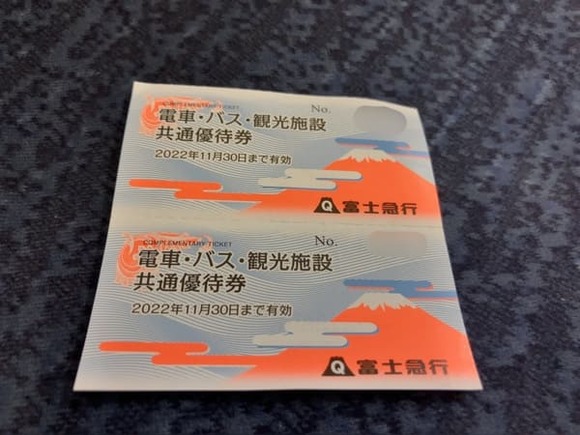 COMPLEMENTARY TICKET
No.
電車・バス・観光施設
共通優待券
2022年11月30日まで有効
Q 富士急行
COMPLEMENTARY TICKET
No.
電車・バス・観光施設
共通優待券
2022年11月30日まで有効
Q 富士急行